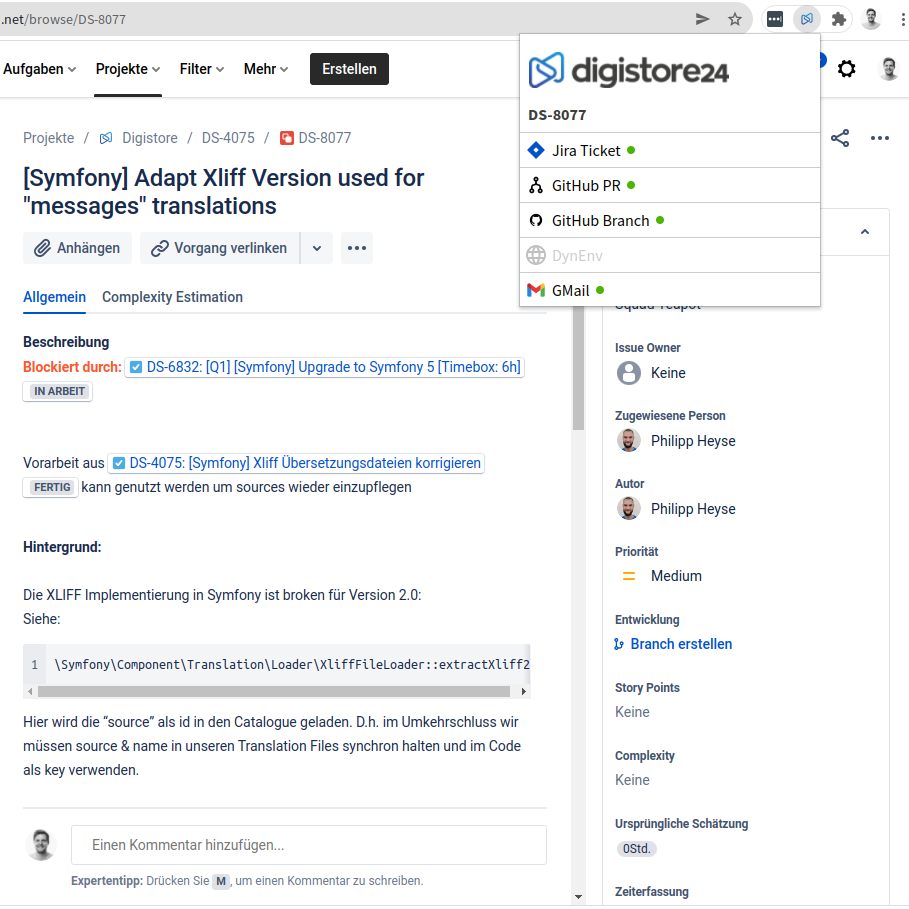 .net/browse/DS-8077
Aufgaben
Projekte
Filter
Mehr
Erstellen
digistore24
DS-8077
Jira Ticket
GitHub PR
GitHub Branch
DynEnv
GMail
Projekte / Digistore / DS-4075 / DS-8077
[Symfony] Adapt Xliff Version used for
"messages" translations
Anhängen
Vorgang verlinken
Allgemein
Complexity Estimation
Beschreibung
Blockiert durch: DS-6832: [Q1] [Symfony] Upgrade to Symfony 5 [Timebox: 6h]
IN ARBEIT
Vorarbeit aus DS-4075: [Symfony] Xliff Übersetzungsdateien korrigieren
FERTIG kann genutzt werden um sources wieder einzupflegen
Hintergrund:
Die XLIFF Implementierung in Symfony ist broken für Version 2.0:
Siehe:
1 \Symfony\Component\Translation\Loader\XliffFileLoader::extractXliff2
Hier wird die “source” als id in den Catalogue geladen. D.h. im Umkehrschluss wir
müssen source & name in unseren Translation Files synchron halten und im Code
als key verwenden.
Einen Kommentar hinzufügen...
Expertentipp: Drücken Sie M, um einen Kommentar zu schreiben.
Squad Teapot
Issue Owner
Keine
Zugewiesene Person
Philipp Heyse
Autor
Philipp Heyse
Priorität
Medium
Entwicklung
Branch erstellen
Story Points
Keine
Complexity
Keine
Ursprüngliche Schätzung
0Std.
Zeiterfassung